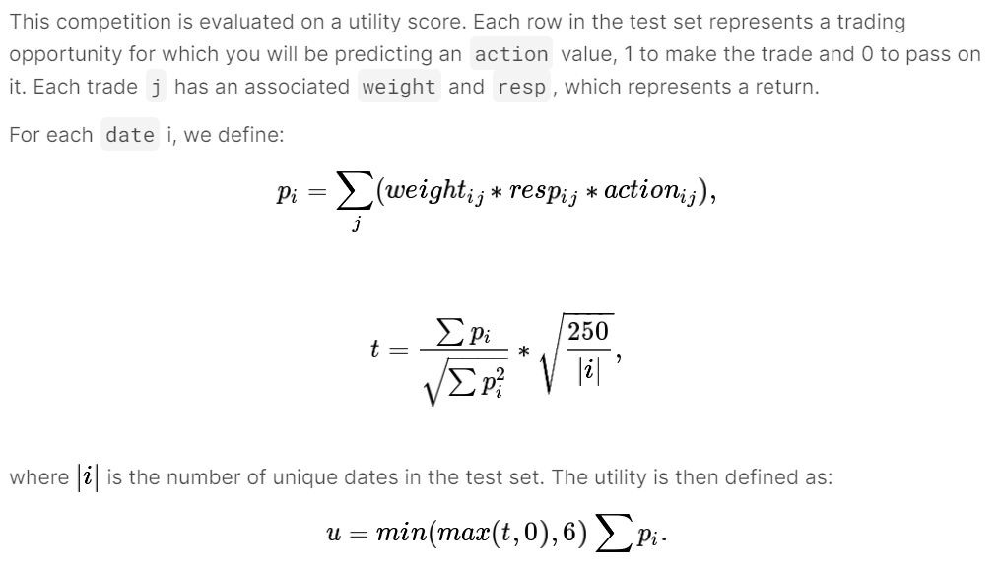 This competition is evaluated on a utility score. Each row in the test set represents a trading
opportunity for which you will be predicting an action value, 1 to make the trade and 0 to pass on
it. Each trade j has an associated weight and resp, which represents a return.
For each date i, we define:
p_i = ∑_j(weight_{ij} * resp_{ij} * action_{ij}),
t = \frac{∑ p_i}{\sqrt{∑ p_i^2}} * \sqrt{\frac{250}{|i|}},
where |i| is the number of unique dates in the test set. The utility is then defined as:
u = min(max(t, 0), 6) ∑ p_i.